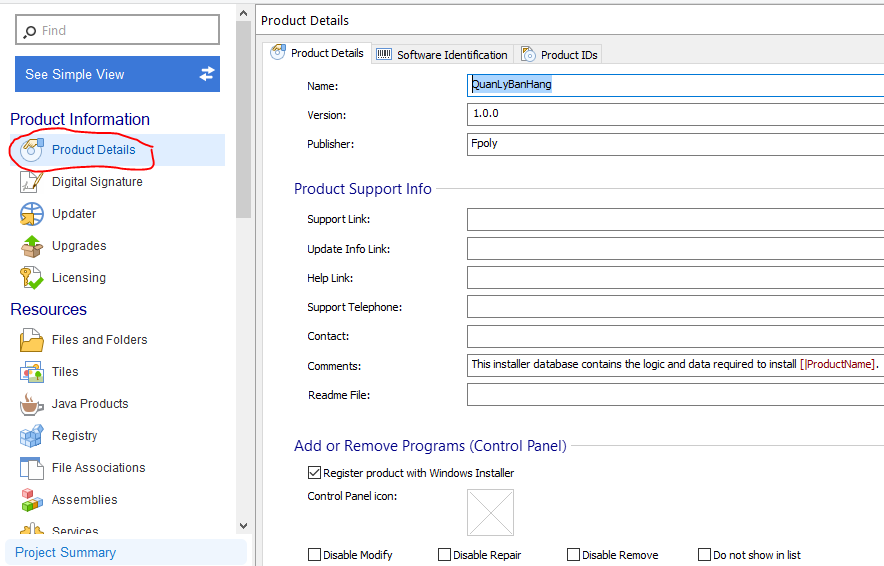 Find
See Simple View
Product Information
Product Details
Digital Signature
Updater
Upgrades
Licensing
Resources
Files and Folders
Tiles
Java Products
Registry
File Associations
Assemblies
Services
Project Summary
Product Details
Product Details
Software Identification
Product IDs
Name: QuanLyBanHang
Version: 1.0.0
Publisher: Fpoly
Product Support Info
Support Link:
Update Info Link:
Help Link:
Support Telephone:
Contact:
Comments: This installer database contains the logic and data required to install [|ProductName].
Readme File:
Add or Remove Programs (Control Panel)
Register product with Windows Installer
Control Panel icon:
Disable Modify Disable Repair Disable Remove Do not show in list